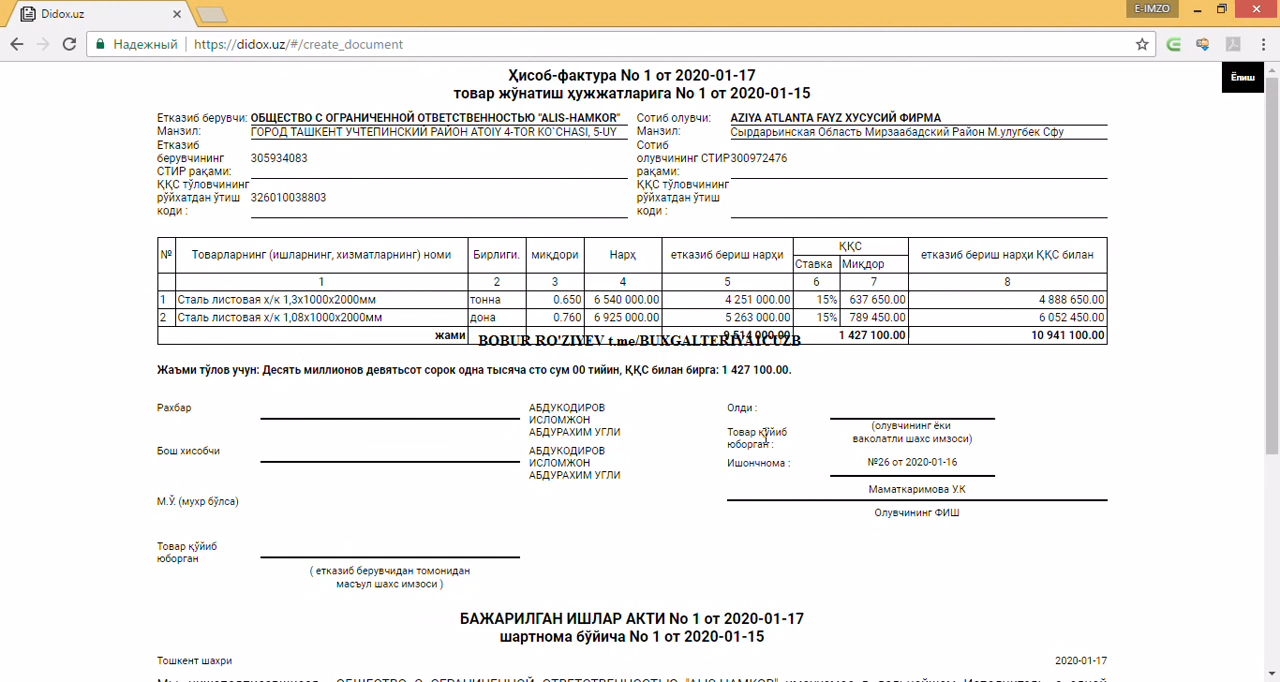 Didox.uz
E-IMZO
Надежный
https://didox.uz/#/create_document
Ёпиш
Ҳисоб-фактура No 1 от 2020-01-17
товар жўнатиш ҳужжатларига No 1 от 2020-01-15
Етказиб берувчи: ОБЩЕСТВО С ОГРАНИЧЕННОЙ ОТВЕТСТВЕННОСТЬЮ "ALIS-HAMKOR"
Манзил: ГОРОД ТАШКЕНТ УЧТЕПИНСКИЙ РАЙОН ATOIY 4-TOR KO`CHASI, 5-UY
Етказиб
берувчининг 305934083
СТИР рақами:
ҚҚС тўловчининг
рўйхатдан ўтиш 326010038803
коди :
Сотиб олувчи: AZIYA ATLANTA FAYZ ХУСУСИЙ ФИРМА
Манзил: Сырдарьинская Область Мирзаабадский Район М.улугбек Сфу
Сотиб
олувчининг СТИР 300972476
рақами:
ҚҚС тўловчининг
рўйхатдан ўтиш
коди :
№ Товарларнинг (ишларнинг, хизматларнинг) номи Бирлиги. миқдори Нарҳ етказиб бериш нарҳи ҚҚС етказиб бериш нарҳи ҚҚС билан
Ставка Миқдор
1 2 3 4 5 6 7 8
1 Сталь листовая х/к 1,3х1000х2000мм тонна 0.650 6 540 000.00 4 251 000.00 15% 637 650.00 4 888 650.00
2 Сталь листовая х/к 1,08х1000х2000мм дона 0.760 6 925 000.00 5 263 000.00 15% 789 450.00 6 052 450.00
жами 9 514 000.00 1 427 100.00 10 941 100.00
BOBUR RO'ZIYEV t.me/BUXGALTERIYA1CUZB
Жаъми тўлов учун: Десять миллионов девятьсот сорок одна тысяча сто сум 00 тийин, ҚҚС билан бирга: 1 427 100.00.
Рахбар
АБДУКОДИРОВ
ИСЛОМЖОН
АБДУРАХИМ УГЛИ
Бош хисобчи
АБДУКОДИРОВ
ИСЛОМЖОН
АБДУРАХИМ УГЛИ
М.Ў. (мухр бўлса)
Товар қўйиб
юборган
( етказиб берувчидан томонидан
масъул шахс имзоси )
Олди :
(олувчининг ёки
ваколатли шахс имзоси)
Товар қўйиб
юборган :
Ишончнома : №26 от 2020-01-16
Маматкаримова У.К
Олувчининг ФИШ
БАЖАРИЛГАН ИШЛАР АКТИ No 1 от 2020-01-17
шартнома бўйича No 1 от 2020-01-15
Тошкент шахри 2020-01-17